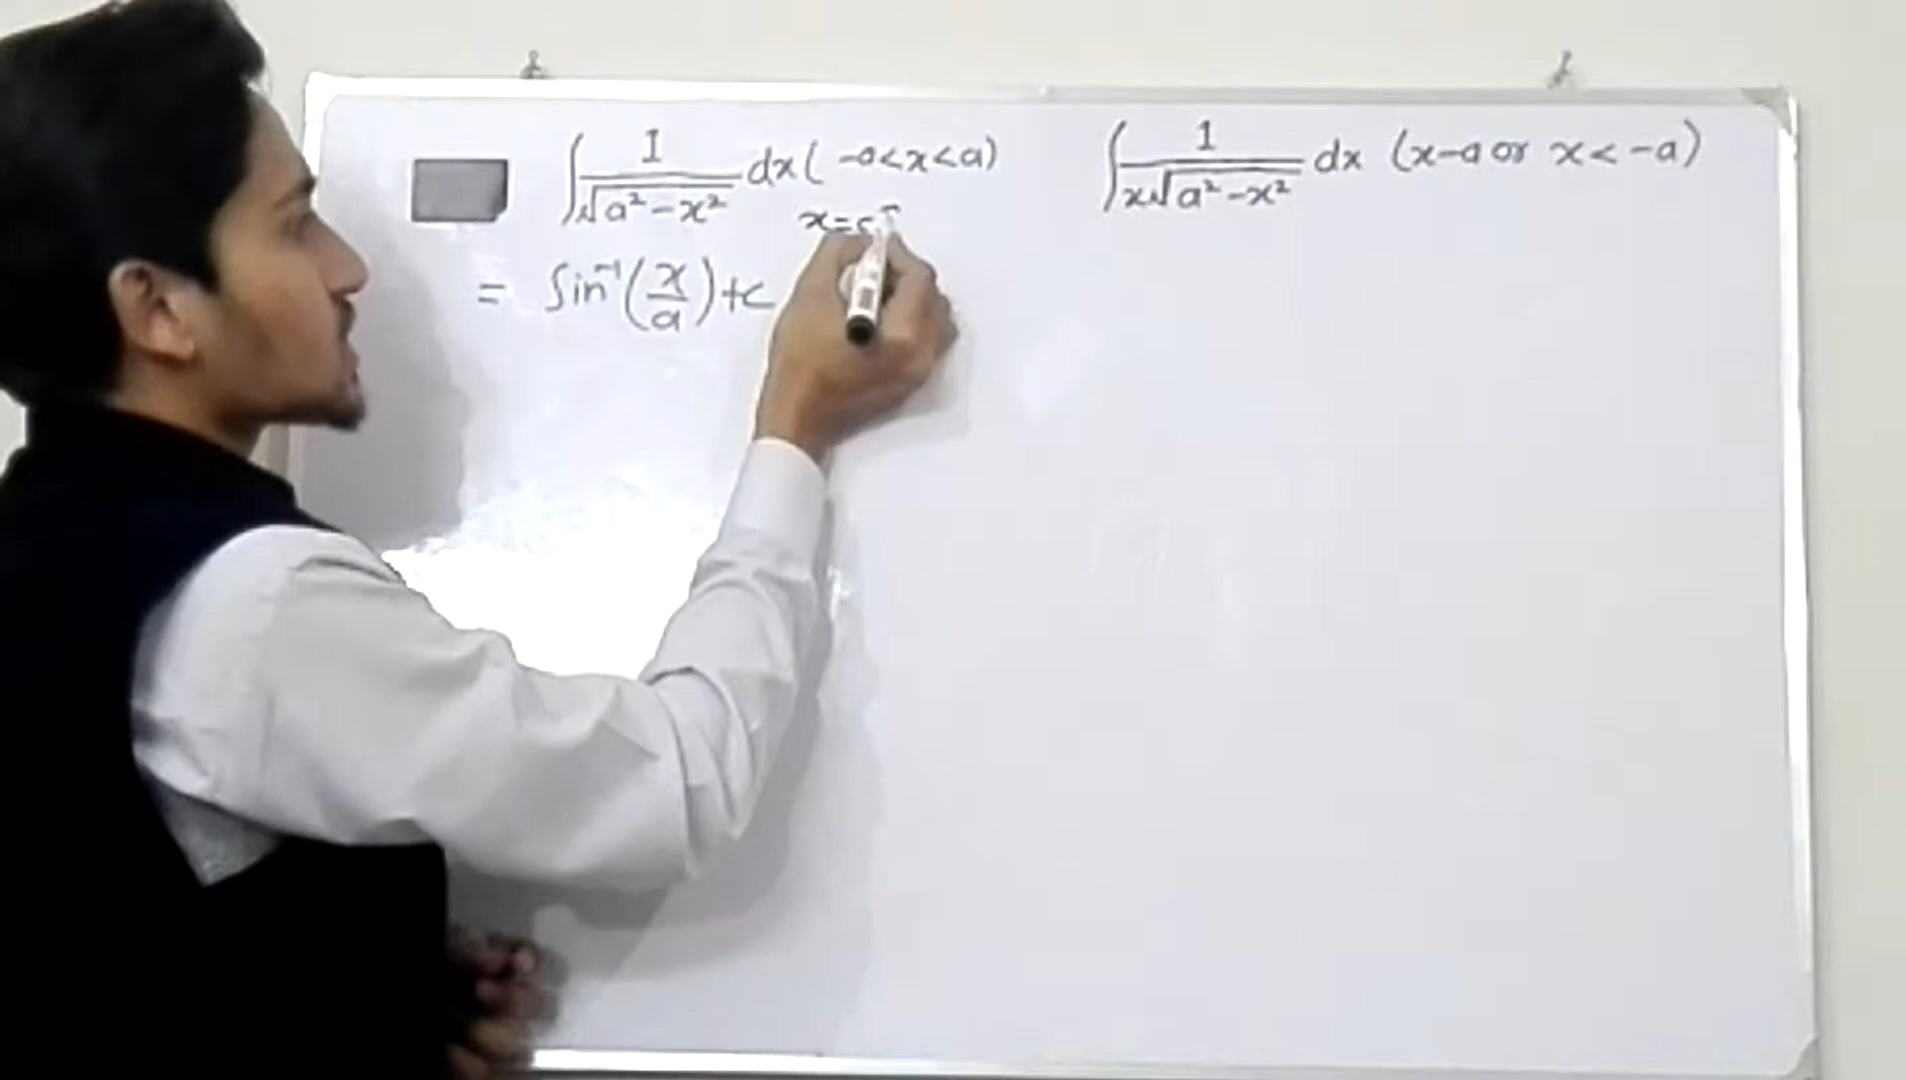 ∫ 1/√(a² − x²) dx ( −a < x < a)
x =
= Sin⁻¹(x/a) + c
∫ 1/(x√(a² − x²)) dx (x − a or x < −a)